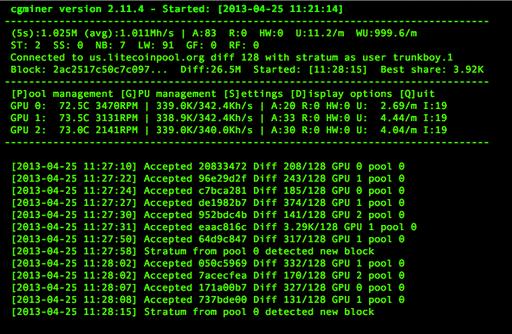 cgminer version 2.11.4 - Started: [2013-04-25 11:21:14]
(5s):1.025M (avg):1.011Mh/s | A:83 R:0 HW:0 U:11.2/m WU:999.6/m
ST: 2 SS: 0 NB: 7 LW: 91 GF: 0 RF: 0
Connected to us.litecoinpool.org diff 128 with stratum as user trunkboy.1
Block: 2ac2517c50c7c097... Diff:26.5M Started: [11:28:15] Best share: 3.92K
[P]ool management [G]PU management [S]ettings [D]isplay options [Q]uit
GPU 0: 72.5C 3470RPM | 339.0K/342.4Kh/s | A:20 R:0 HW:0 U: 2.69/m I:19
GPU 1: 73.5C 3131RPM | 338.9K/342.4Kh/s | A:33 R:0 HW:0 U: 4.44/m I:19
GPU 2: 73.0C 2141RPM | 339.0K/340.0Kh/s | A:30 R:0 HW:0 U: 4.04/m I:19
[2013-04-25 11:27:10] Accepted 20833472 Diff 208/128 GPU 0 pool 0
[2013-04-25 11:27:22] Accepted 96e29d2f Diff 243/128 GPU 1 pool 0
[2013-04-25 11:27:24] Accepted c7bca281 Diff 185/128 GPU 0 pool 0
[2013-04-25 11:27:27] Accepted de1982b7 Diff 374/128 GPU 1 pool 0
[2013-04-25 11:27:30] Accepted 952bdc4b Diff 141/128 GPU 2 pool 0
[2013-04-25 11:27:31] Accepted eaac816c Diff 3.29K/128 GPU 1 pool 0
[2013-04-25 11:27:50] Accepted 64d9c847 Diff 317/128 GPU 1 pool 0
[2013-04-25 11:27:58] Stratum from pool 0 detected new block
[2013-04-25 11:28:02] Accepted 050c5969 Diff 332/128 GPU 1 pool 0
[2013-04-25 11:28:02] Accepted 7acecfea Diff 170/128 GPU 2 pool 0
[2013-04-25 11:28:07] Accepted 171a00b7 Diff 327/128 GPU 0 pool 0
[2013-04-25 11:28:08] Accepted 737bde00 Diff 131/128 GPU 1 pool 0
[2013-04-25 11:28:15] Stratum from pool 0 detected new block